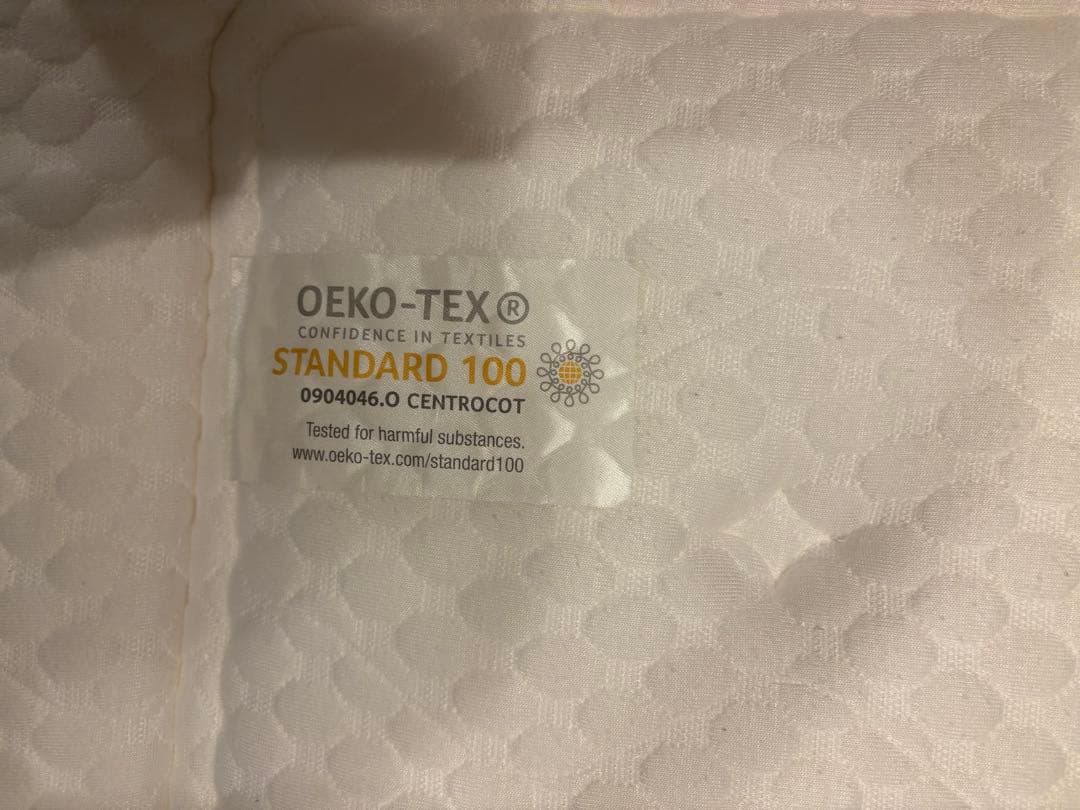 OEKO-TEX®
CONFIDENCE IN TEXTILES
STANDARD 100
0904046.O CENTROCOT
Tested for harmful substances.
www.oeko-tex.com/standard100